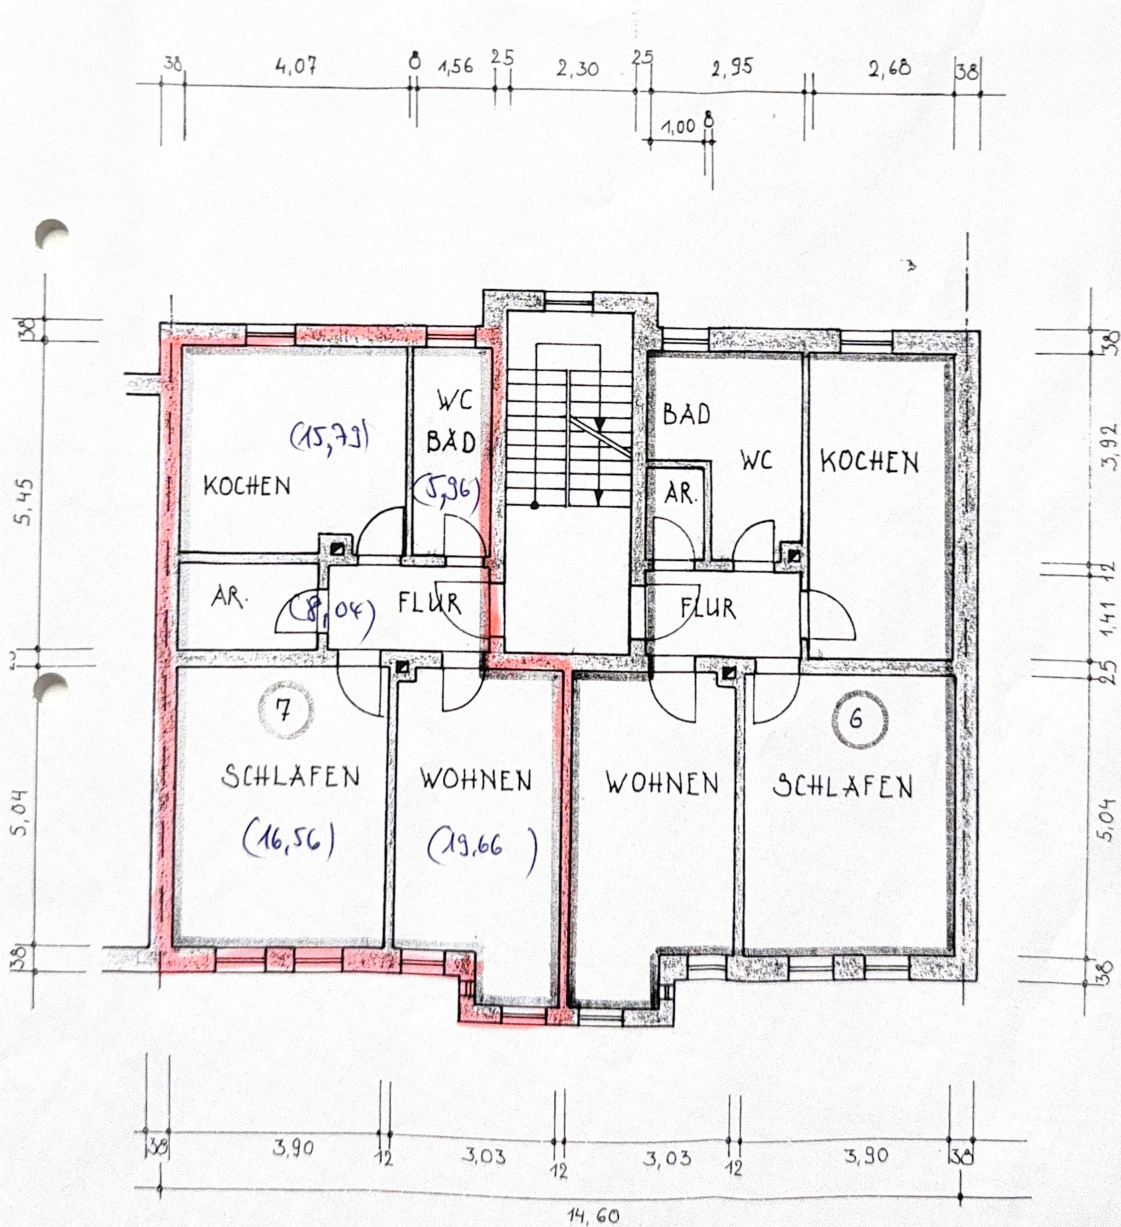 38 4,07 8 1,56 25 2,30 25 2,95 2,68 38
1,00 8
38
5,45
5,04
38
38
3,92
12
1,41
25
5,04
38
WC
BAD
(5,96)
KOCHEN
AR.
(8,04)
FLUR
7
SCHLAFEN
(16,56)
WOHNEN
(19,66 )
BAD
WC
KOCHEN
AR.
FLUR
WOHNEN
6
SCHLAFEN
38 3,90 12 3,03 12 3,03 12 3,90 38
14,60